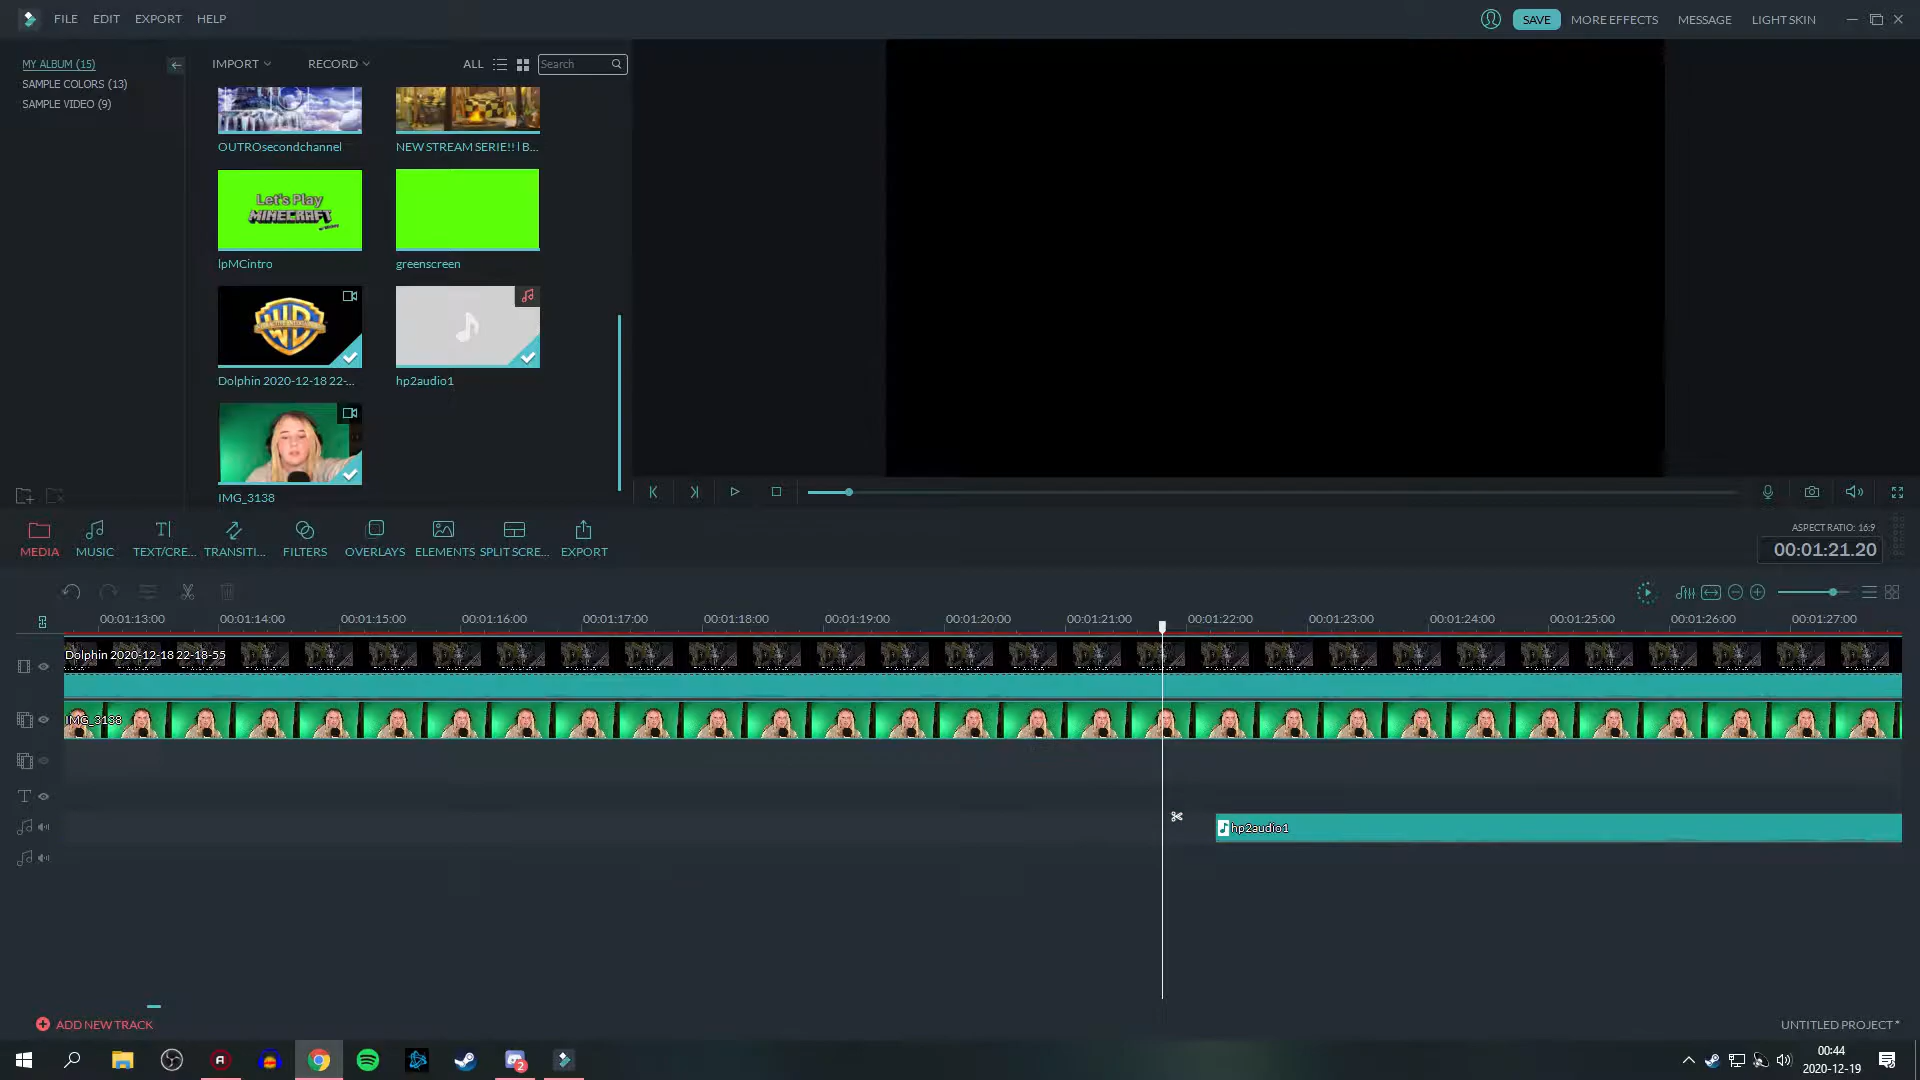 FILE EDIT EXPORT HELP
SAVE MORE EFFECTS MESSAGE LIGHT SKIN
MY ALBUM (15)
SAMPLE COLORS (13)
SAMPLE VIDEO (9)
IMPORT RECORD ALL Search
OUTROsecondchannel
NEW STREAM SERIE!! l B...
Let's Play
MINECRAFT
lpMCintro
greenscreen
Dolphin 2020-12-18 22-...
hp2audio1
IMG_3138
MEDIA MUSIC TEXT/CRE... TRANSITI... FILTERS OVERLAYS ELEMENTS SPLIT SCRE... EXPORT
ASPECT RATIO: 16:9
00:01:21.20
00:01:13:00 00:01:14:00 00:01:15:00 00:01:16:00 00:01:17:00 00:01:18:00 00:01:19:00 00:01:20:00 00:01:21:00 00:01:22:00 00:01:23:00 00:01:24:00 00:01:25:00 00:01:26:00 00:01:27:00
Dolphin 2020-12-18 22-18-55
IMG_3138
hp2audio1
ADD NEW TRACK
UNTITLED PROJECT *
2
00:44
2020-12-19